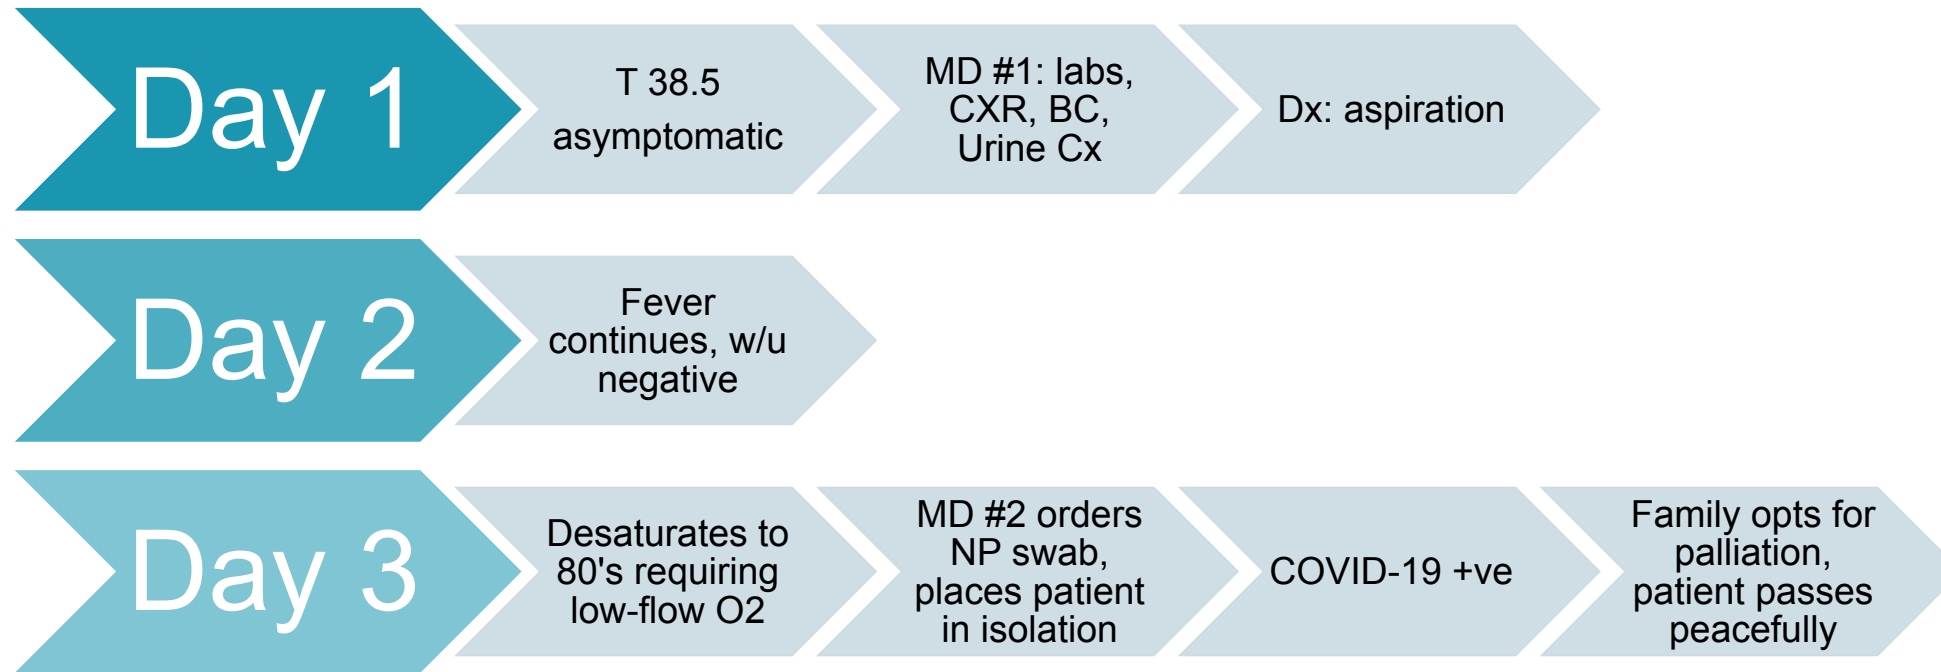 Day 1
T 38.5
asymptomatic
MD #1: labs,
CXR, BC,
Urine Cx
Dx: aspiration
Day 2
Fever
continues, w/u
negative
Day 3
Desaturates to
80's requiring
low-flow O2
MD #2 orders
NP swab,
places patient
in isolation
COVID-19 +ve
Family opts for
palliation,
patient passes
peacefully